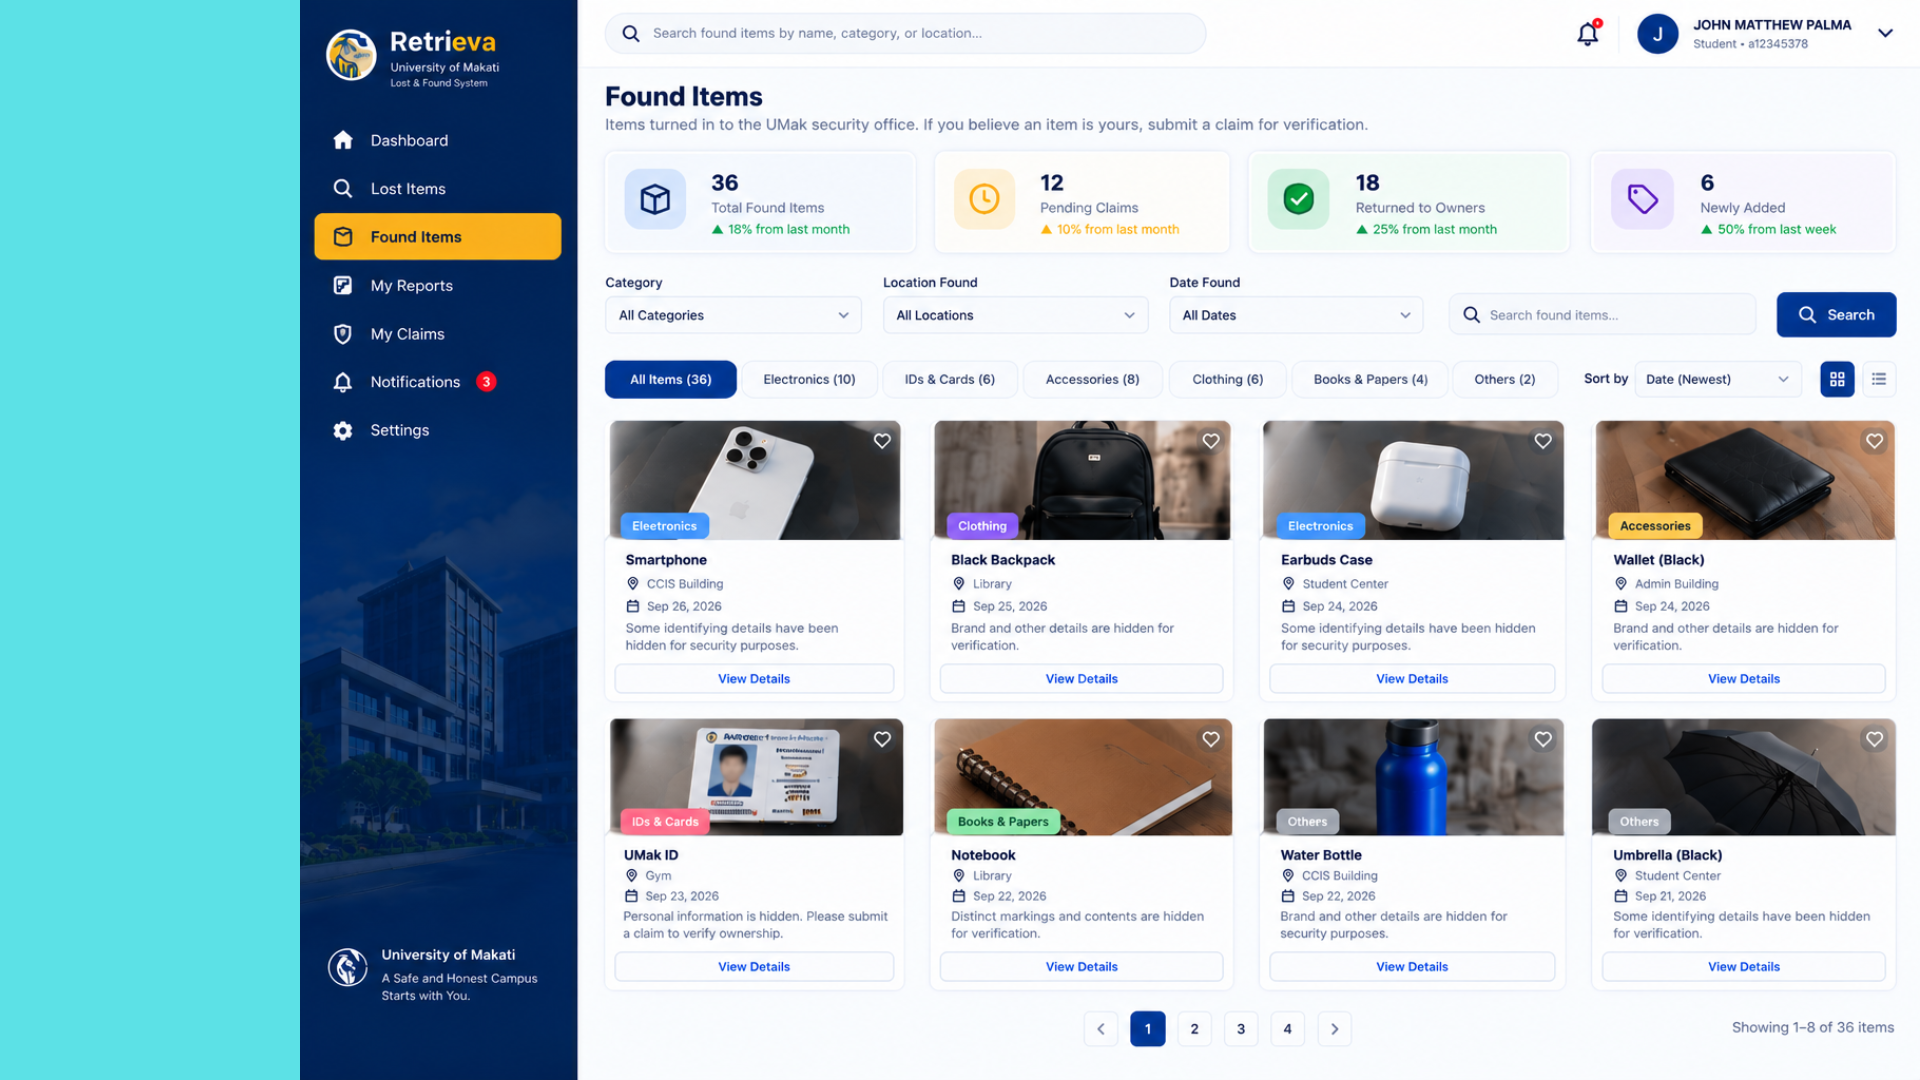 Retrieva
University of Makati
Lost & Found System
Dashboard
Lost Items
Found Items
My Reports
My Claims
Notifications 3
Settings
University of Makati
A Safe and Honest Campus
Starts with You.
Search found items by name, category, or location...
J
JOHN MATTHEW PALMA
Student • a12345378
Found Items
Items turned in to the UMak security office. If you believe an item is yours, submit a claim for verification.
36
Total Found Items
▲ 18% from last month
12
Pending Claims
▲ 10% from last month
18
Returned to Owners
▲ 25% from last month
6
Newly Added
▲ 50% from last week
Category
All Categories
Location Found
All Locations
Date Found
All Dates
Search found items...
Search
All Items (36)
Electronics (10)
IDs & Cards (6)
Accessories (8)
Clothing (6)
Books & Papers (4)
Others (2)
Sort by
Date (Newest)
Eleetronics
Smartphone
CCIS Building
Sep 26, 2026
Some identifying details have been
hidden for security purposes.
View Details
Clothing
Black Backpack
Library
Sep 25, 2026
Brand and other details are hidden for
verification.
View Details
Electronics
Earbuds Case
Student Center
Sep 24, 2026
Some identifying details have been hidden
for security purposes.
View Details
Accessories
Wallet (Black)
Admin Building
Sep 24, 2026
Brand and other details are hidden for
verification.
View Details
IDs & Cards
UMak ID
Gym
Sep 23, 2026
Personal information is hidden. Please submit
a claim to verify ownership.
View Details
Books & Papers
Notebook
Library
Sep 22, 2026
Distinct markings and contents are hidden
for verification.
View Details
Others
Water Bottle
CCIS Building
Sep 22, 2026
Brand and other details are hidden for
security purposes.
View Details
Others
Umbrella (Black)
Student Center
Sep 21, 2026
Some identifying details have been hidden
for verification.
View Details
1
2
3
4
Showing 1–8 of 36 items